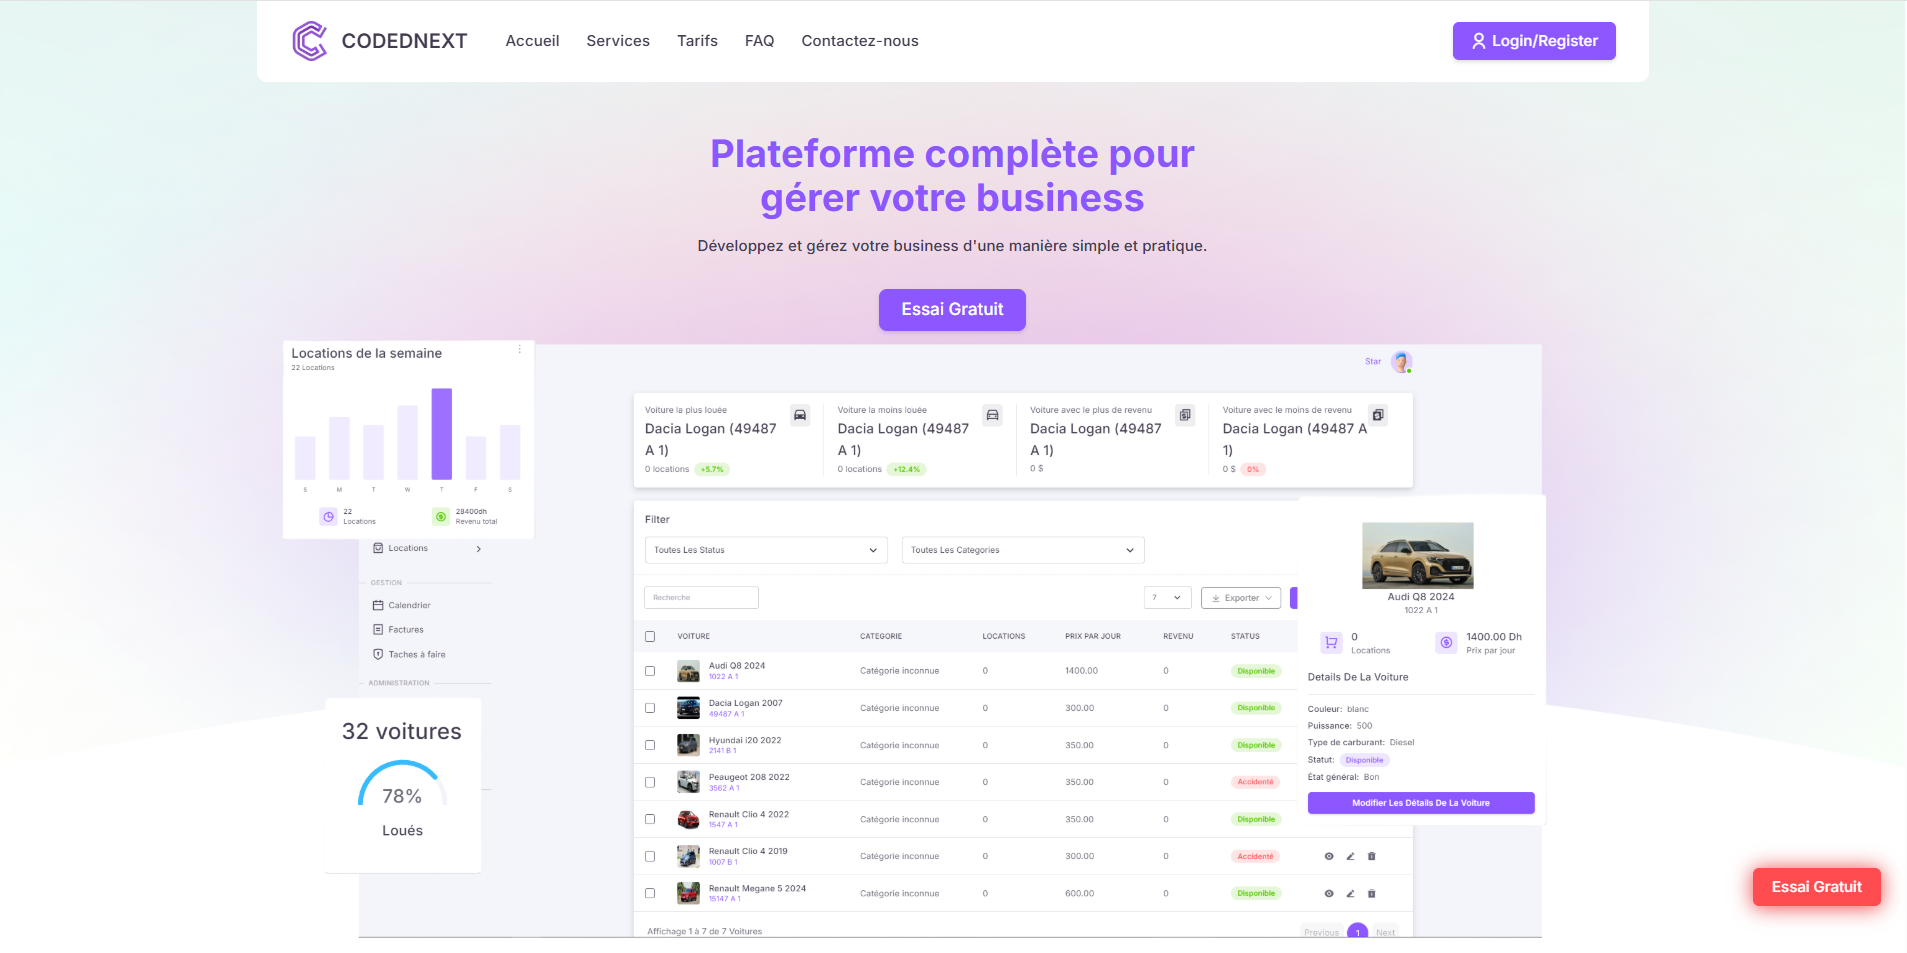 CODEDNEXT
Accueil
Services
Tarifs
FAQ
Contactez-nous
Login/Register
Plateforme complète pour
gérer votre business
Développez et gérez votre business d'une manière simple et pratique.
Essai Gratuit
Locations de la semaine
22 Locations
S M T W T F S
22
Locations
28400dh
Revenu total
Star
Voiture la plus louée
Dacia Logan (49487
A 1)
0 locations +5.7%
Voiture la moins louée
Dacia Logan (49487
A 1)
0 locations +12.4%
Voiture avec le plus de revenu
Dacia Logan (49487
A 1)
0 $
Voiture avec le moins de revenu
Dacia Logan (49487 A
1)
0 $ 0%
Locations
GESTION
Calendrier
Factures
Taches à faire
ADMINISTRATION
32 voitures
78%
Loués
Filter
Toutes Les Status
Toutes Les Categories
Recherche
7
Exporter
VOITURE CATEGORIE LOCATIONS PRIX PAR JOUR REVENU STATUS
Audi Q8 2024
1022 A 1
Catégorie inconnue 0 1400.00 0 Disponible
Dacia Logan 2007
49487 A 1
Catégorie inconnue 0 300.00 0 Disponible
Hyundai i20 2022
2141 B 1
Catégorie inconnue 0 350.00 0 Disponible
Peaugeot 208 2022
3562 A 1
Catégorie inconnue 0 350.00 0 Accidenté
Renault Clio 4 2022
1547 A 1
Catégorie inconnue 0 350.00 0 Disponible
Renault Clio 4 2019
1007 B 1
Catégorie inconnue 0 300.00 0 Accidenté
Renault Megane 5 2024
15147 A 1
Catégorie inconnue 0 600.00 0 Disponible
Affichage 1 à 7 de 7 Voitures
Previous 1 Next
Audi Q8 2024
1022 A 1
0
Locations
1400.00 Dh
Prix par jour
Details De La Voiture
Couleur: blanc
Puissance: 500
Type de carburant: Diesel
Statut: Disponible
État général: Bon
Modifier Les Détails De La Voiture
Essai Gratuit